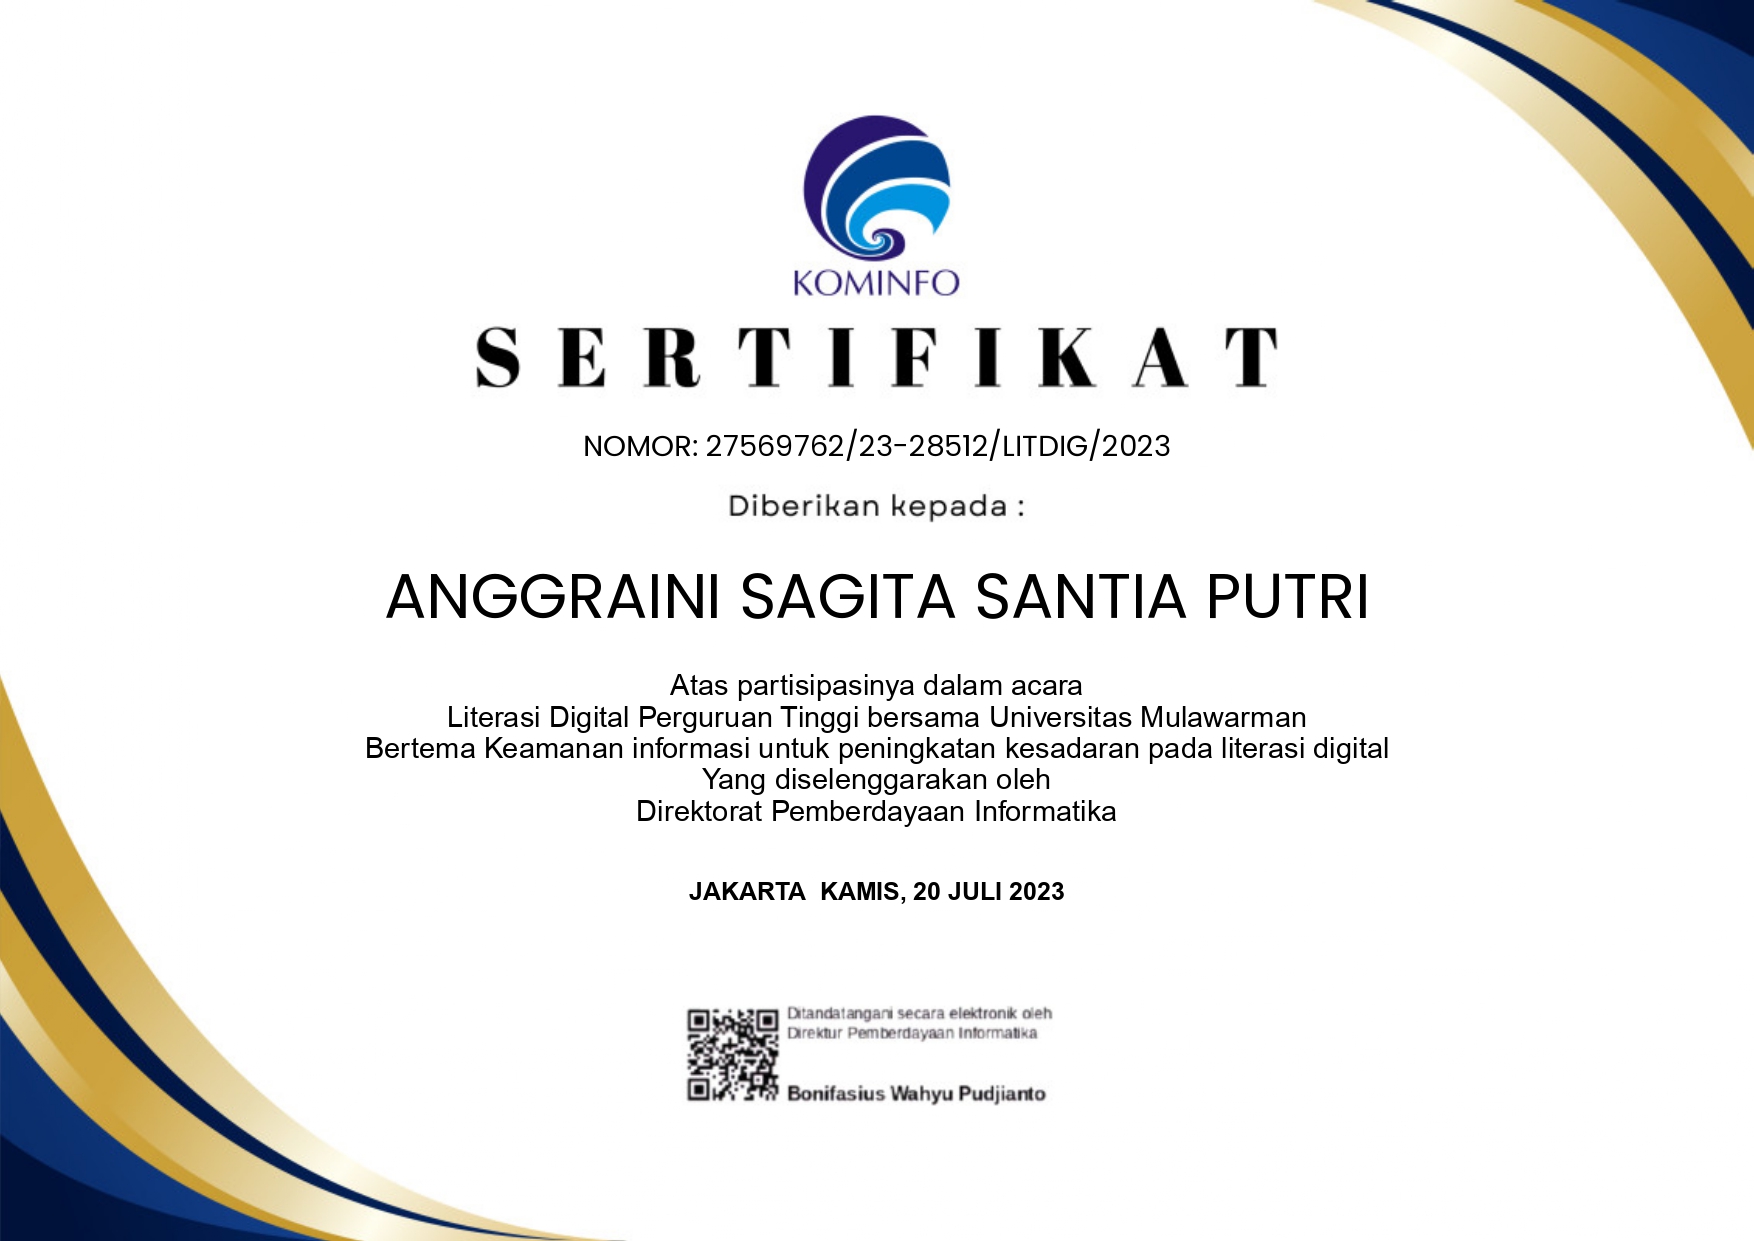 KOMINFO
SERTIFIKAT
NOMOR: 27569762/23-28512/LITDIG/2023
Diberikan kepada :
ANGGRAINI SAGITA SANTIA PUTRI
Atas partisipasinya dalam acara
Literasi Digital Perguruan Tinggi bersama Universitas Mulawarman
Bertema Keamanan informasi untuk peningkatan kesadaran pada literasi digital
Yang diselenggarakan oleh
Direktorat Pemberdayaan Informatika
JAKARTA  KAMIS, 20 JULI 2023
Ditandatangani secara elektronik oleh
Direktur Pemberdayaan Informatika
Bonifasius Wahyu Pudjianto